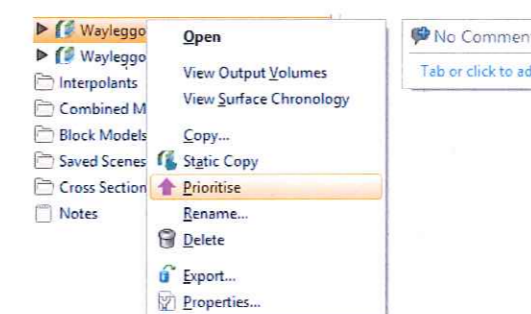 Wayleggo
Wayleggo
Interpolants
Combined M
Block Models
Saved Scenes
Cross Section
Notes
Open
View Output Volumes
View Surface Chronology
Copy...
Static Copy
Prioritise
Rename...
Delete
Export...
Properties...
No Commen
Tab or click to ad